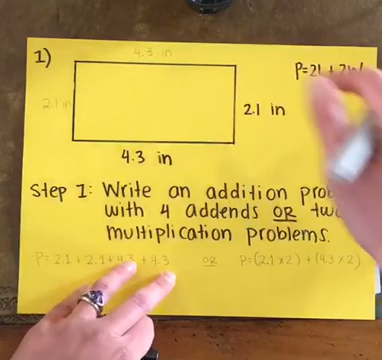 1)
4.3 in
P=2l + 2w
2.1 in
2.1 in
4.3 in
Step 1: Write an addition
with 4 addends OR
multiplication problems.
P= 2.1 + 2.1 + 4.3 + 4.3 OR P=(2.1×2) + (4.3×2)